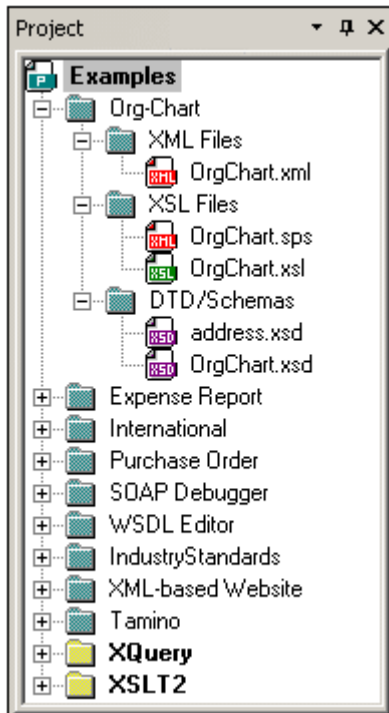 Project
Examples
Org-Chart
XML Files
OrgChart.xml
XSL Files
OrgChart.sps
OrgChart.xsl
DTD/Schemas
address.xsd
OrgChart.xsd
Expense Report
International
Purchase Order
SOAP Debugger
WSDL Editor
IndustryStandards
XML-based Website
Tamino
XQuery
XSLT2